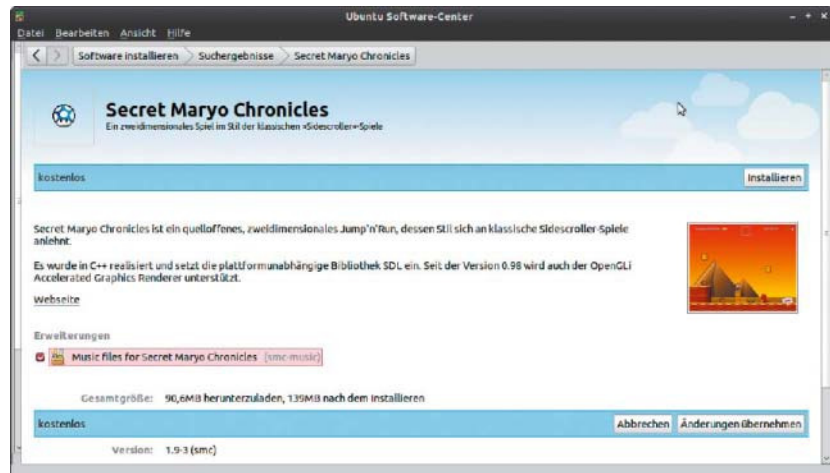 Ubuntu Software-Center
Datei Bearbeiten Ansicht Hilfe
Software installieren Suchergebnisse Secret Maryo Chronicles
Secret Maryo Chronicles
Ein zweidimensionales Spiel im Stil der klassischen »Sidescroller«-Spiele
kostenlos Installieren
Secret Maryo Chronicles ist ein quelloffenes, zweidimensionales Jump'n'Run, dessen Stil sich an klassische Sidescroller-Spiele
anlehnt.
Es wurde in C++ realisiert und setzt die plattformunabhängige Bibliothek SDL ein. Seit der Version 0.98 wird auch der OpenGLi
Accelerated Graphics Renderer unterstützt.
Webseite
Erweiterungen
Music files for Secret Maryo Chronicles (smc-music)
Gesamtgröße: 90,6MB herunterzuladen, 139MB nach dem Installieren
kostenlos Abbrechen Änderungen übernehmen
Version: 1.9-3 (smc)